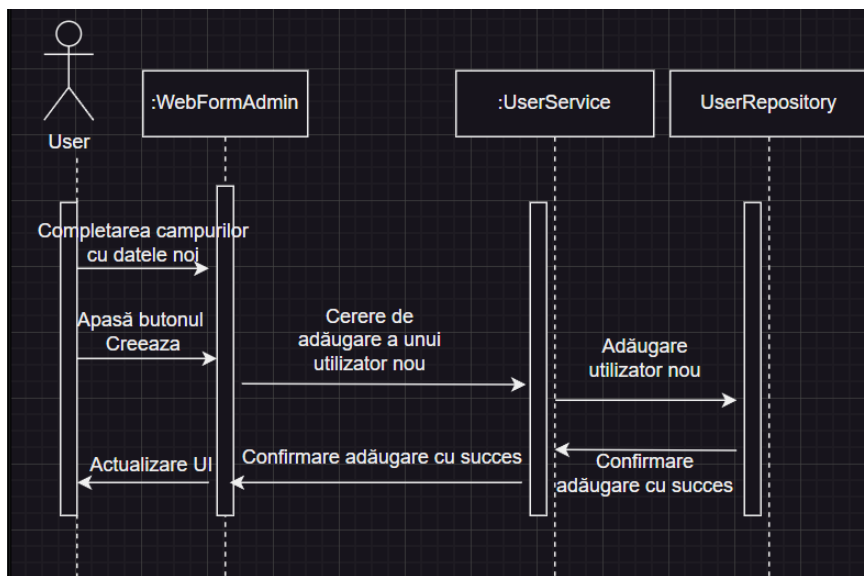 User
:WebFormAdmin
:UserService
UserRepository
Completarea campurilor
cu datele noi
Apasă butonul
Creeaza
Cerere de
adăugare a unui
utilizator nou
Adăugare
utilizator nou
Confirmare
adăugare cu succes
Confirmare adăugare cu succes
Actualizare UI